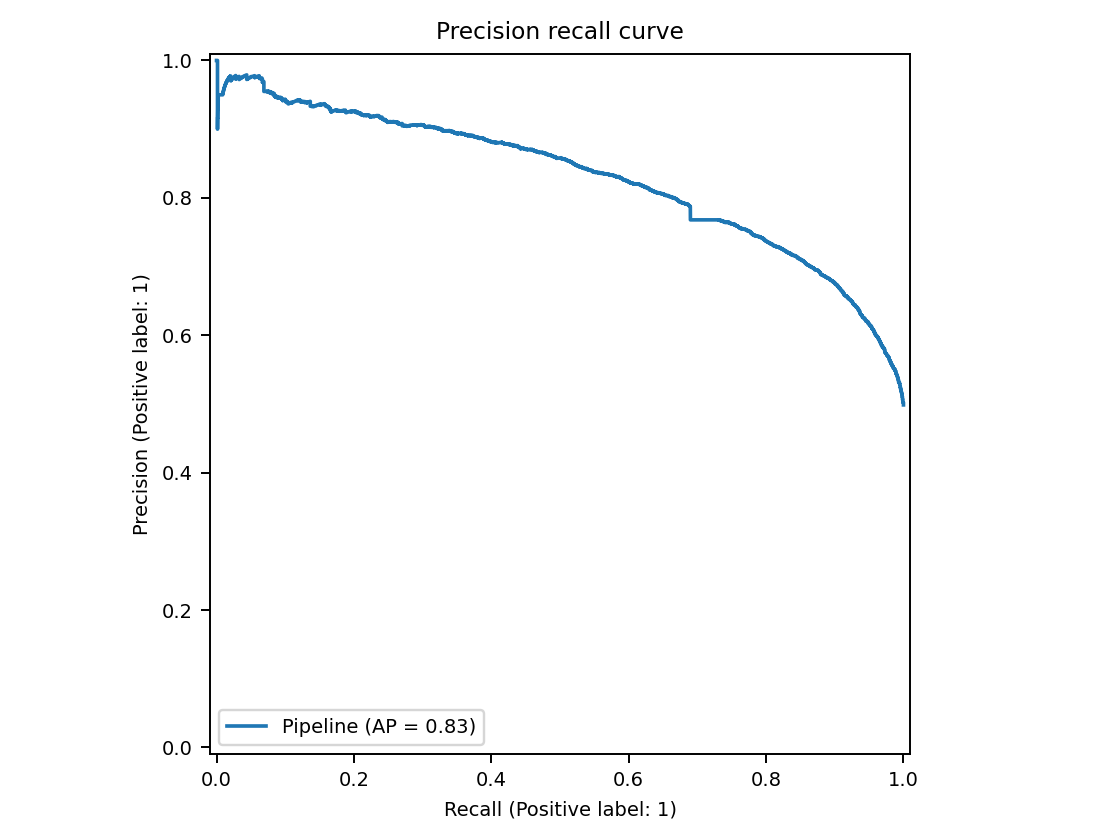 Precision recall curve
1.0
0.8
0.6
0.4
0.2
0.0
Precision (Positive label: 1)
Pipeline (AP = 0.83)
0.0 0.2 0.4 0.6 0.8 1.0
Recall (Positive label: 1)